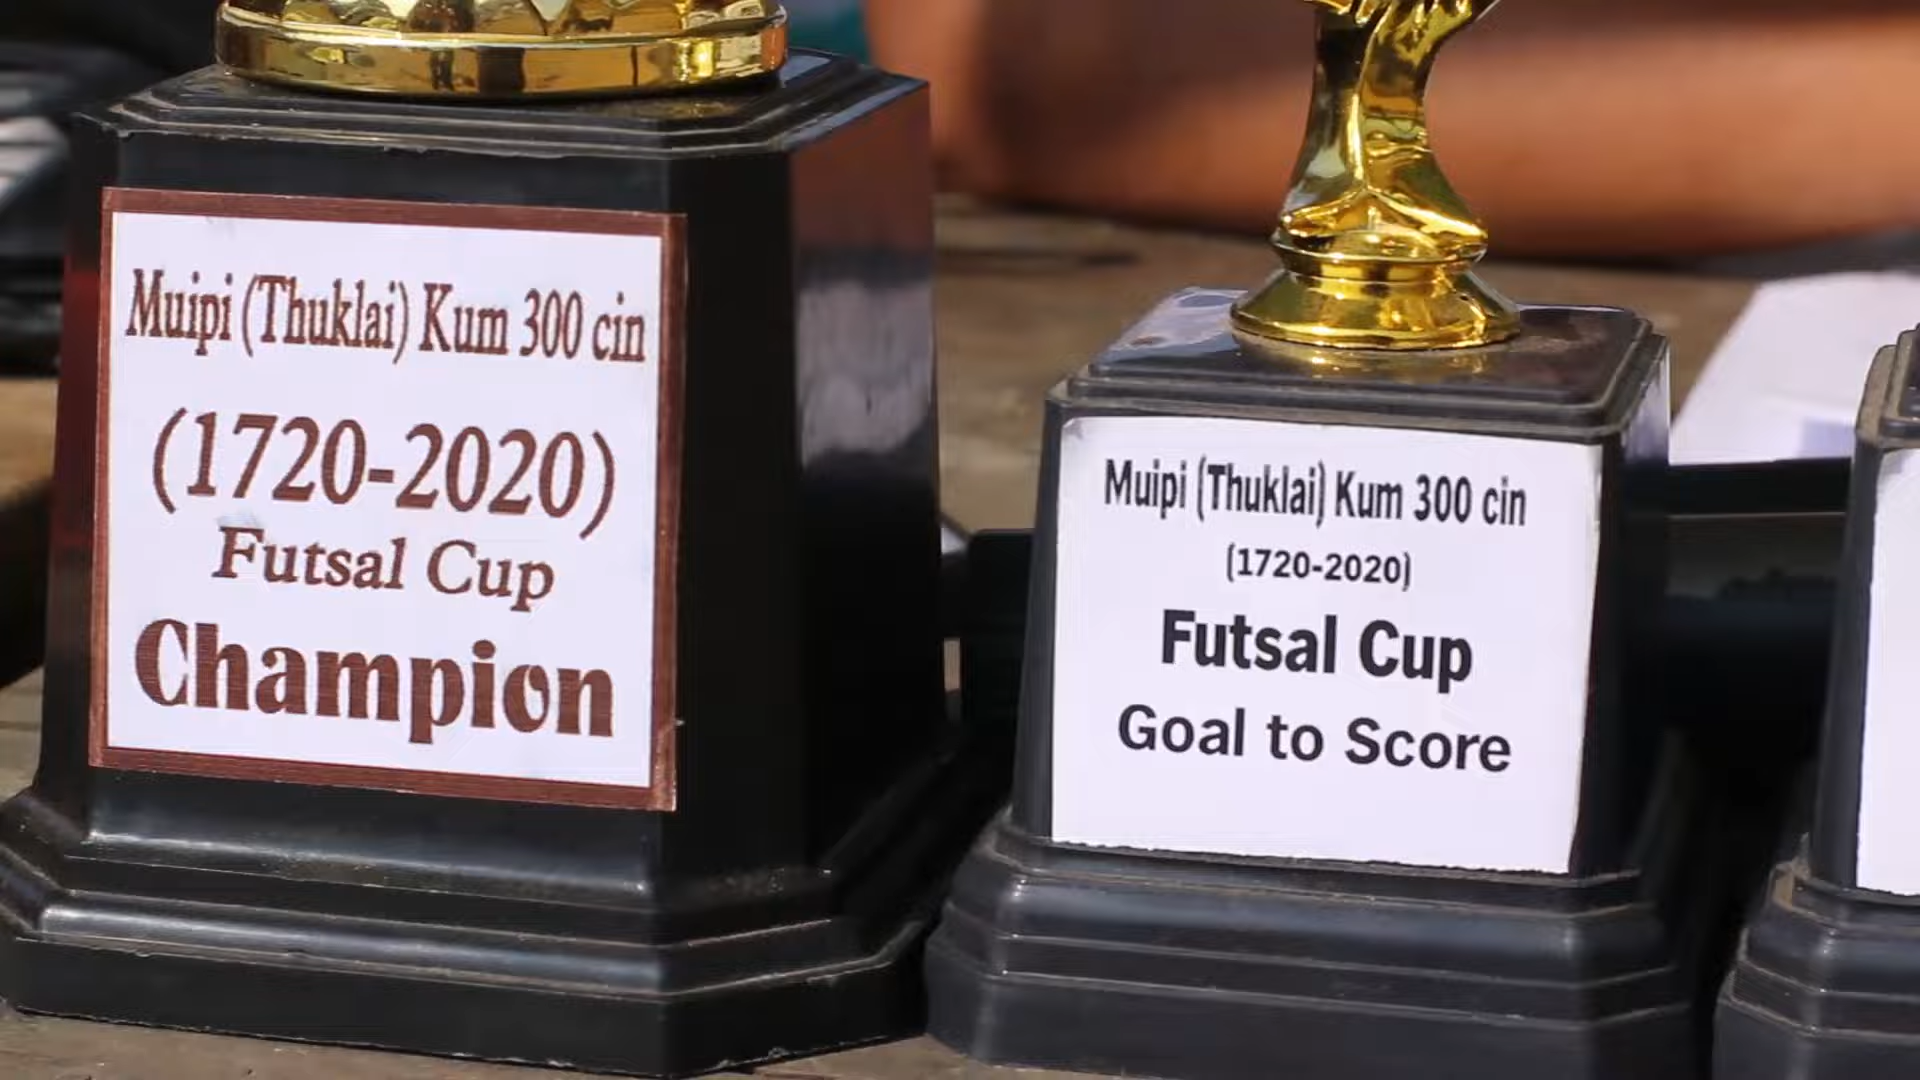 Muipi (Thuklai) Kum 300 cin
(1720-2020)
Futsal Cup
Champion
Muipi (Thuklai) Kum 300 cin
(1720-2020)
Futsal Cup
Goal to Score